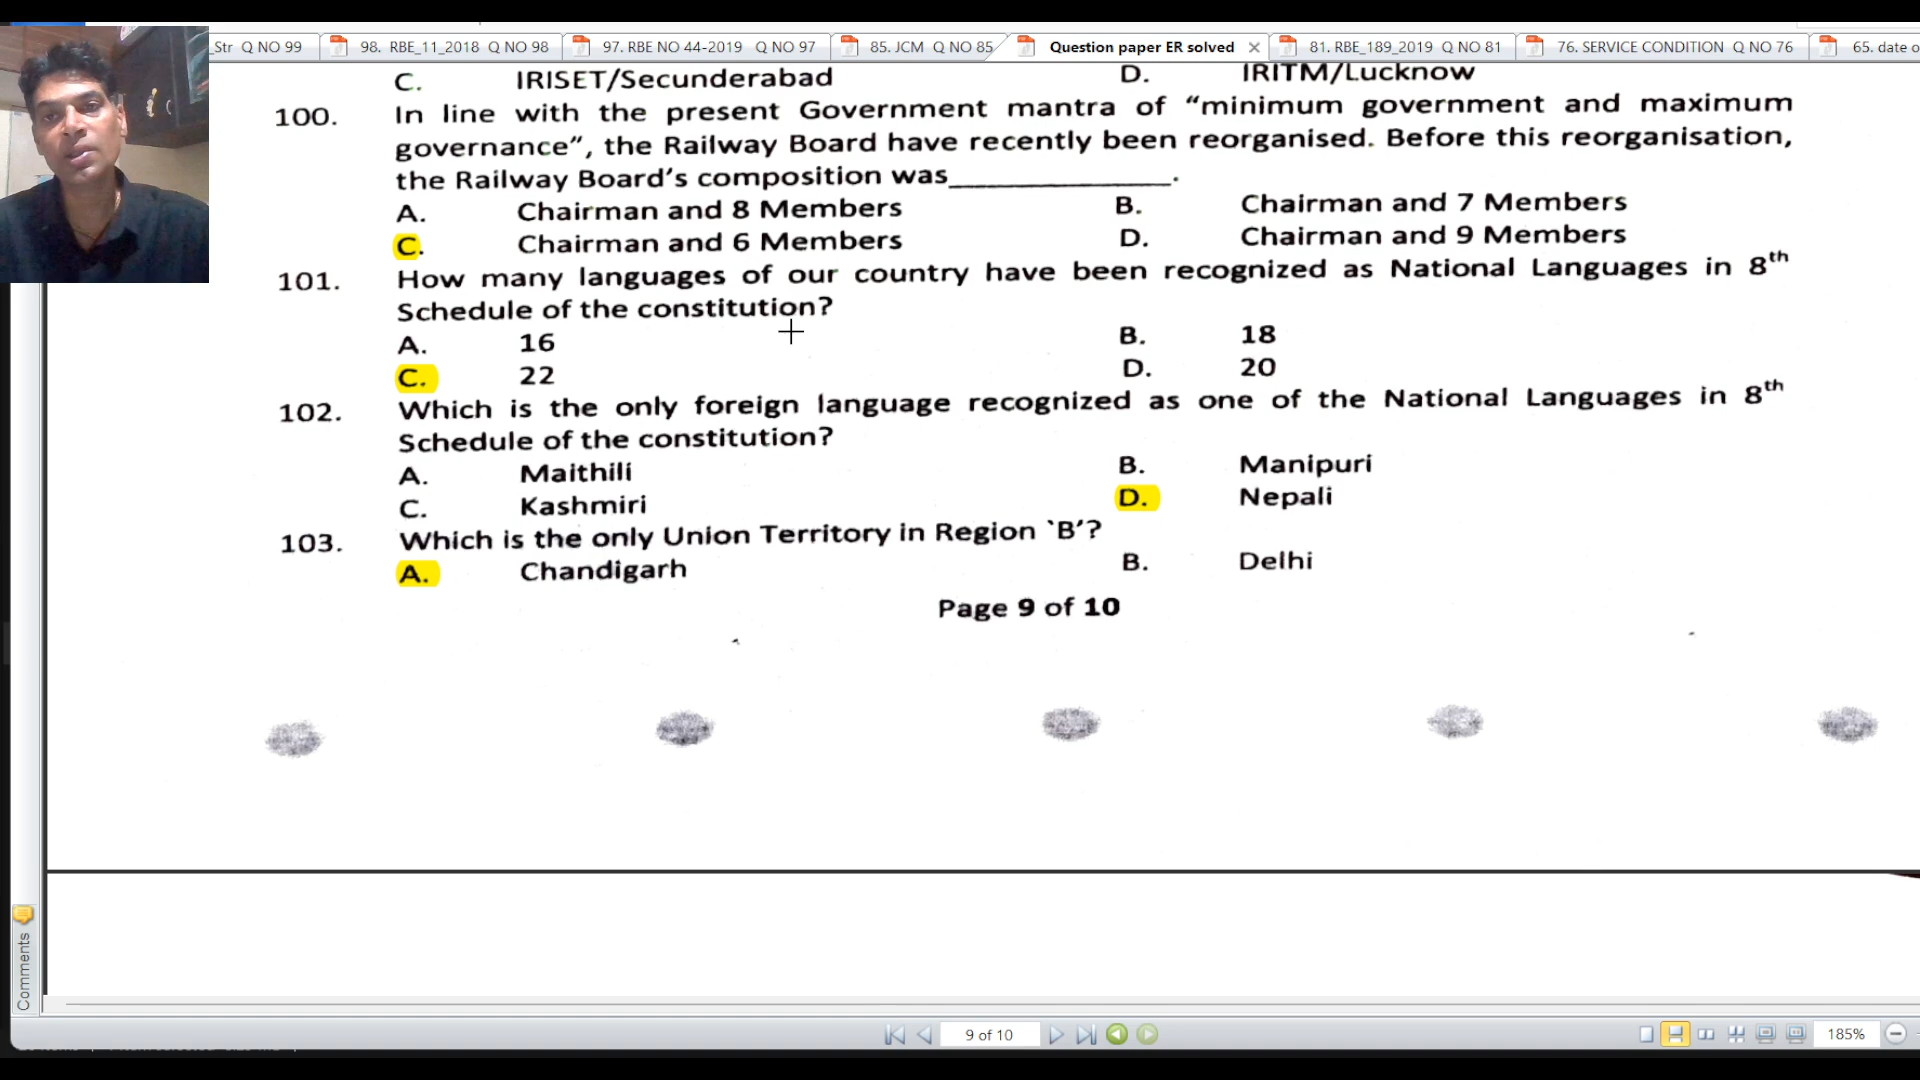 _Str Q NO 99
98. RBE_11_2018 Q NO 98
97. RBE NO 44-2019 Q NO 97
85. JCM Q NO 85
Question paper ER solved
81. RBE_189_2019 Q NO 81
76. SERVICE CONDITION Q NO 76
65. date o
C. IRISET/Secunderabad D. IRITM/Lucknow
100. In line with the present Government mantra of “minimum government and maximum
governance”, the Railway Board have recently been reorganised. Before this reorganisation,
the Railway Board’s composition was_______________.
A. Chairman and 8 Members B. Chairman and 7 Members
C. Chairman and 6 Members D. Chairman and 9 Members
101. How many languages of our country have been recognized as National Languages in 8th
Schedule of the constitution?
A. 16 B. 18
C. 22 D. 20
102. Which is the only foreign language recognized as one of the National Languages in 8th
Schedule of the constitution?
A. Maithili B. Manipuri
C. Kashmiri D. Nepali
103. Which is the only Union Territory in Region `B’?
A. Chandigarh B. Delhi
Page 9 of 10
Comments
9 of 10
185%